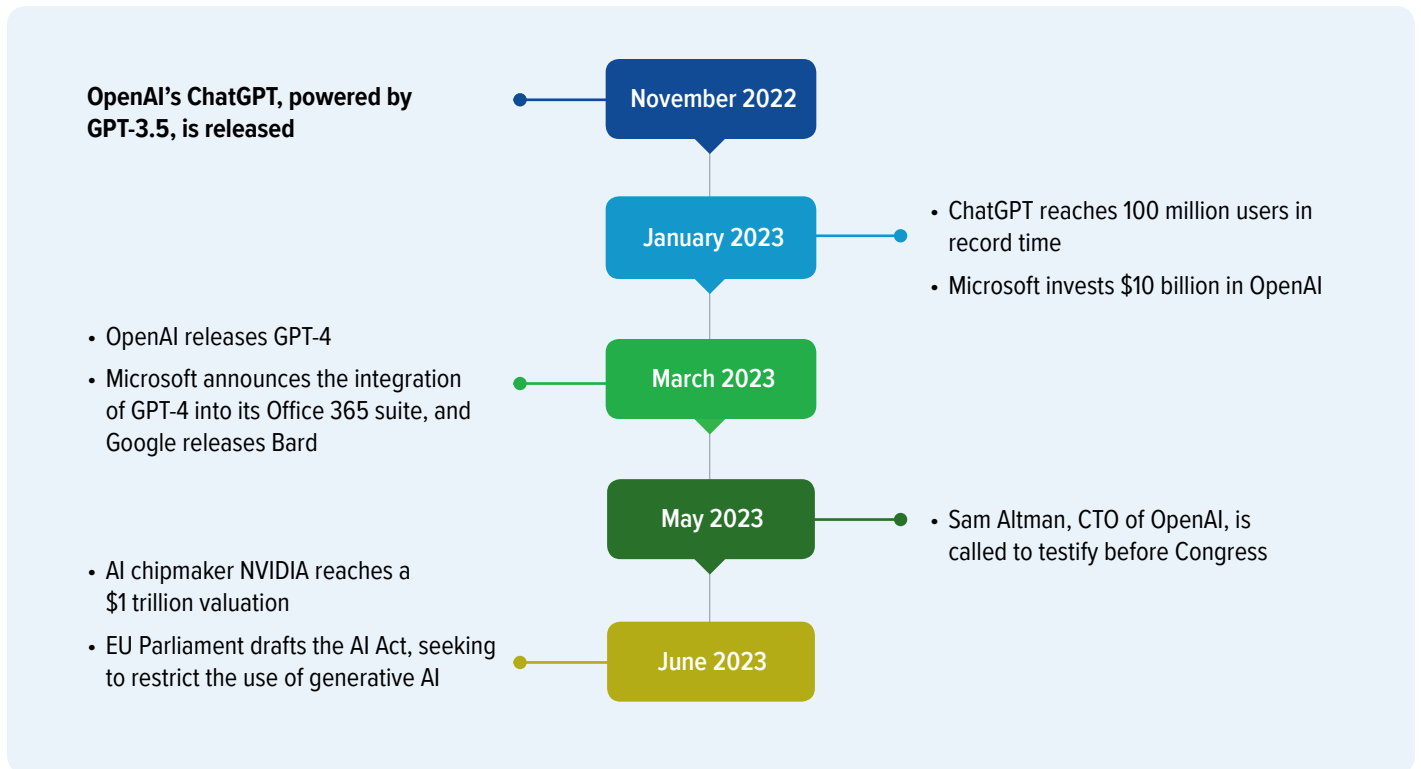 OpenAI’s ChatGPT, powered by
GPT-3.5, is released
November 2022
January 2023
• ChatGPT reaches 100 million users in
record time
• Microsoft invests $10 billion in OpenAI
• OpenAI releases GPT-4
• Microsoft announces the integration
of GPT-4 into its Office 365 suite, and
Google releases Bard
March 2023
May 2023
• Sam Altman, CTO of OpenAI, is
called to testify before Congress
• AI chipmaker NVIDIA reaches a
$1 trillion valuation
• EU Parliament drafts the AI Act, seeking
to restrict the use of generative AI
June 2023